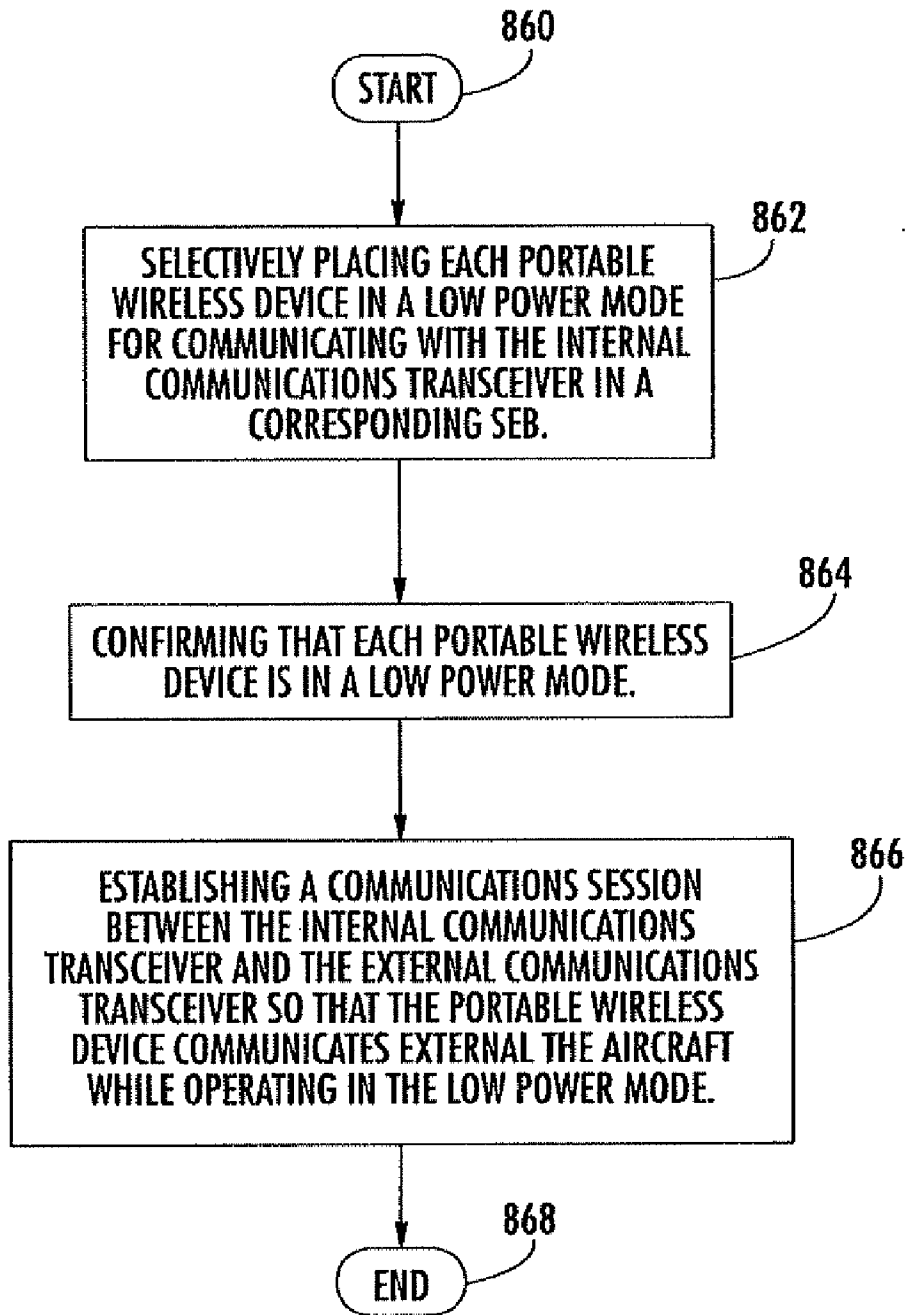 860
START
862
SELECTIVELY PLACING EACH PORTABLE
WIRELESS DEVICE IN A LOW POWER MODE
FOR COMMUNICATING WITH THE INTERNAL
COMMUNICATIONS TRANSCEIVER IN A
CORRESPONDING SEB.
864
CONFIRMING THAT EACH PORTABLE WIRELESS
DEVICE IS IN A LOW POWER MODE.
866
ESTABLISHING A COMMUNICATIONS SESSION
BETWEEN THE INTERNAL COMMUNICATIONS
TRANSCEIVER AND THE EXTERNAL COMMUNICATIONS
TRANSCEIVER SO THAT THE PORTABLE WIRELESS
DEVICE COMMUNICATES EXTERNAL THE AIRCRAFT
WHILE OPERATING IN THE LOW POWER MODE.
868
END